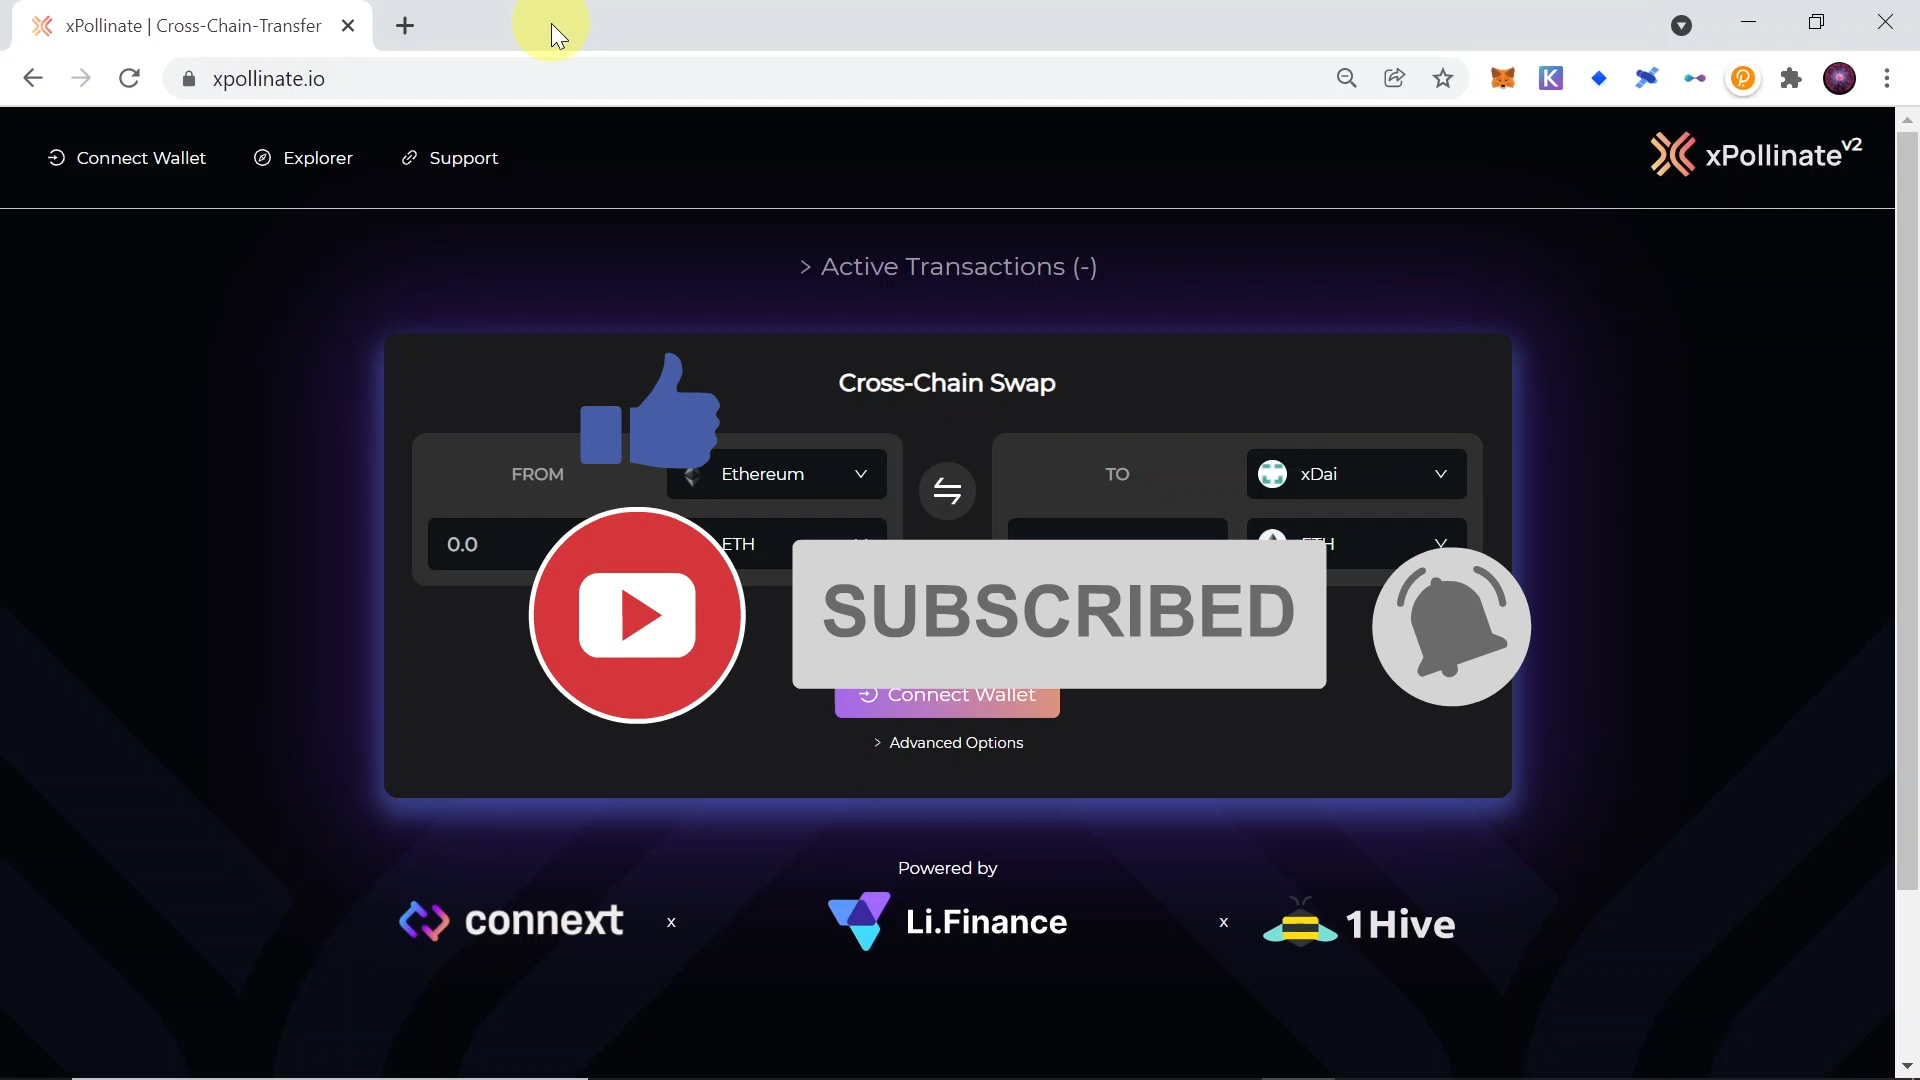 xPollinate | Cross-Chain-Transfer
xpollinate.io
Connect Wallet
Explorer
Support
xPollinate v2
> Active Transactions (-)
Cross-Chain Swap
FROM
Ethereum
TO
xDai
0.0
ETH
ETH
SUBSCRIBED
Connect Wallet
> Advanced Options
Powered by
connext
x
Li.Finance
x
1Hive